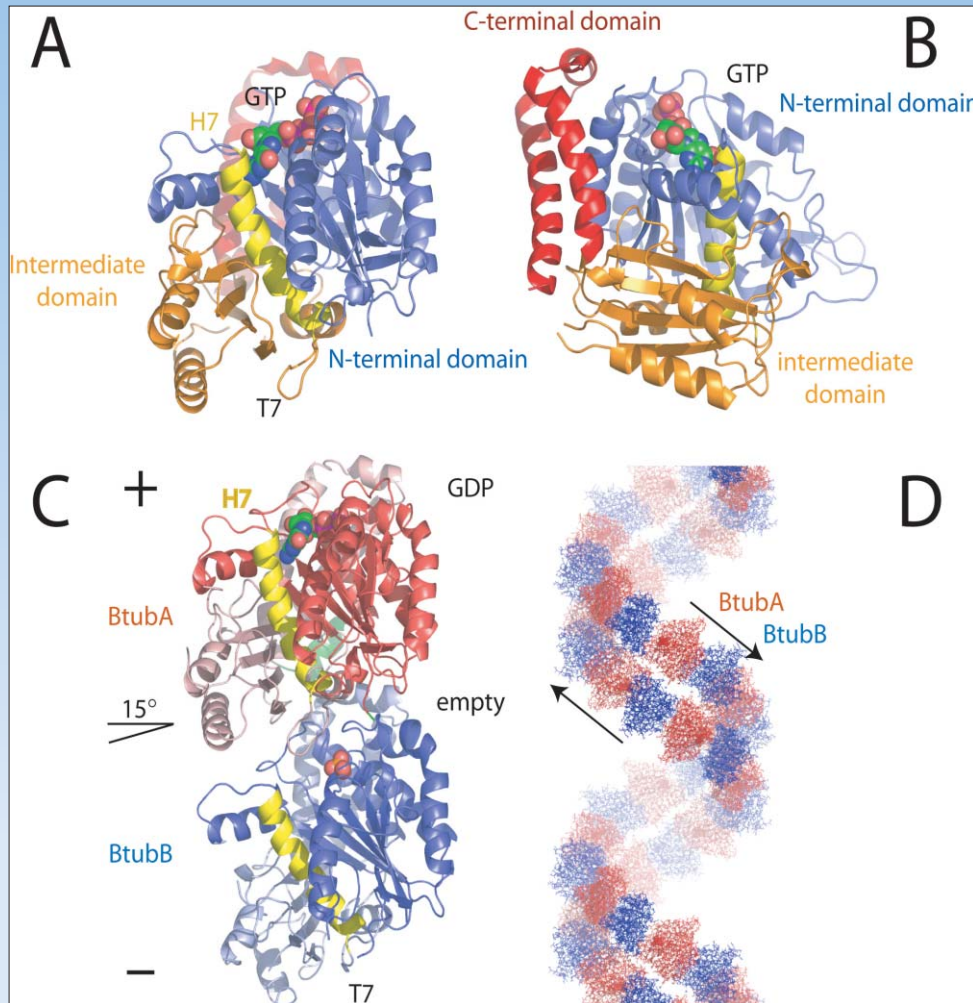 A
C-terminal domain
B
GTP
H7
GTP
N-terminal domain
Intermediate
domain
N-terminal domain
T7
intermediate
domain
C
+
H7
GDP
D
BtubA
BtubA
BtubB
15°
empty
BtubB
−
T7